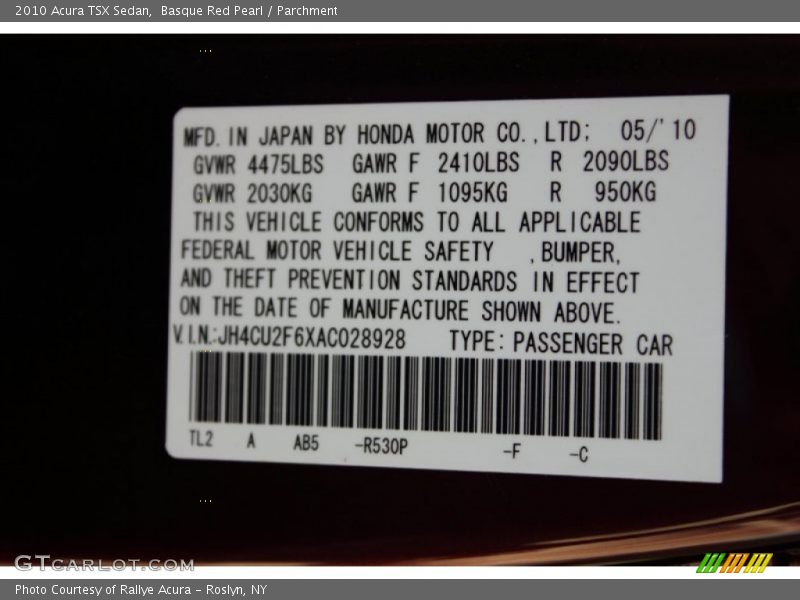 2010 Acura TSX Sedan,  Basque Red Pearl / Parchment
MFD. IN JAPAN BY HONDA MOTOR CO., LTD: 05/'10
GVWR 4475LBS GAWR F 2410LBS R 2090LBS
GVWR 2030KG GAWR F 1095KG R 950KG
THIS VEHICLE CONFORMS TO ALL APPLICABLE
FEDERAL MOTOR VEHICLE SAFETY , BUMPER,
AND THEFT PREVENTION STANDARDS IN EFFECT
ON THE DATE OF MANUFACTURE SHOWN ABOVE.
V.I.N.:JH4CU2F6XAC028928 TYPE: PASSENGER CAR
TL2 A AB5 -R530P -F -C
GTCARLOT.COM
Photo Courtesy of Rallye Acura - Roslyn, NY